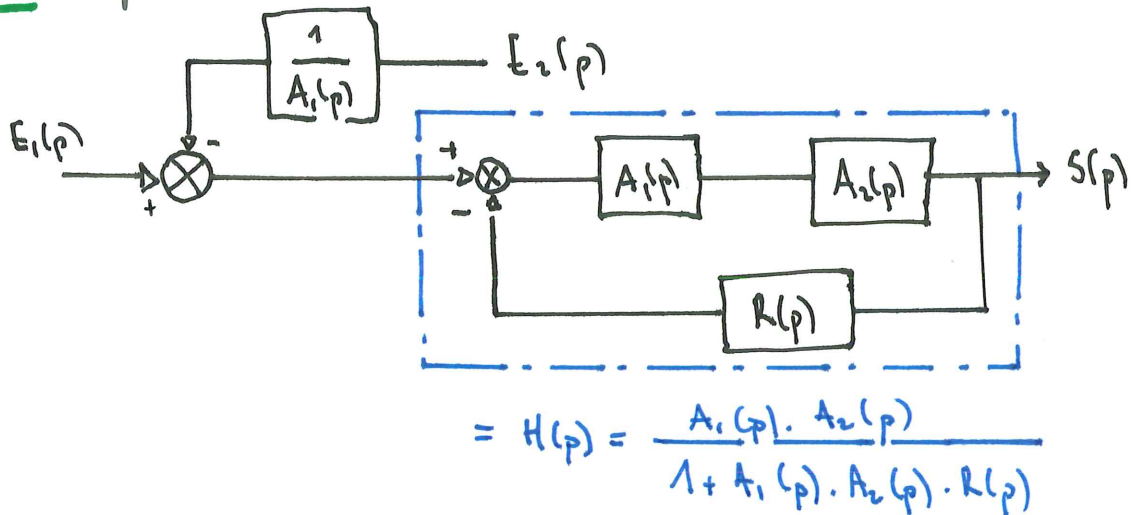 1
A₁(p)
E₂(p)
E₁(p)
-
+
+
-
A₁(p)
A₂(p)
S(p)
R(p)
= H(p) = A₁(p). A₂(p)
1 + A₁(p). A₂(p). R(p)